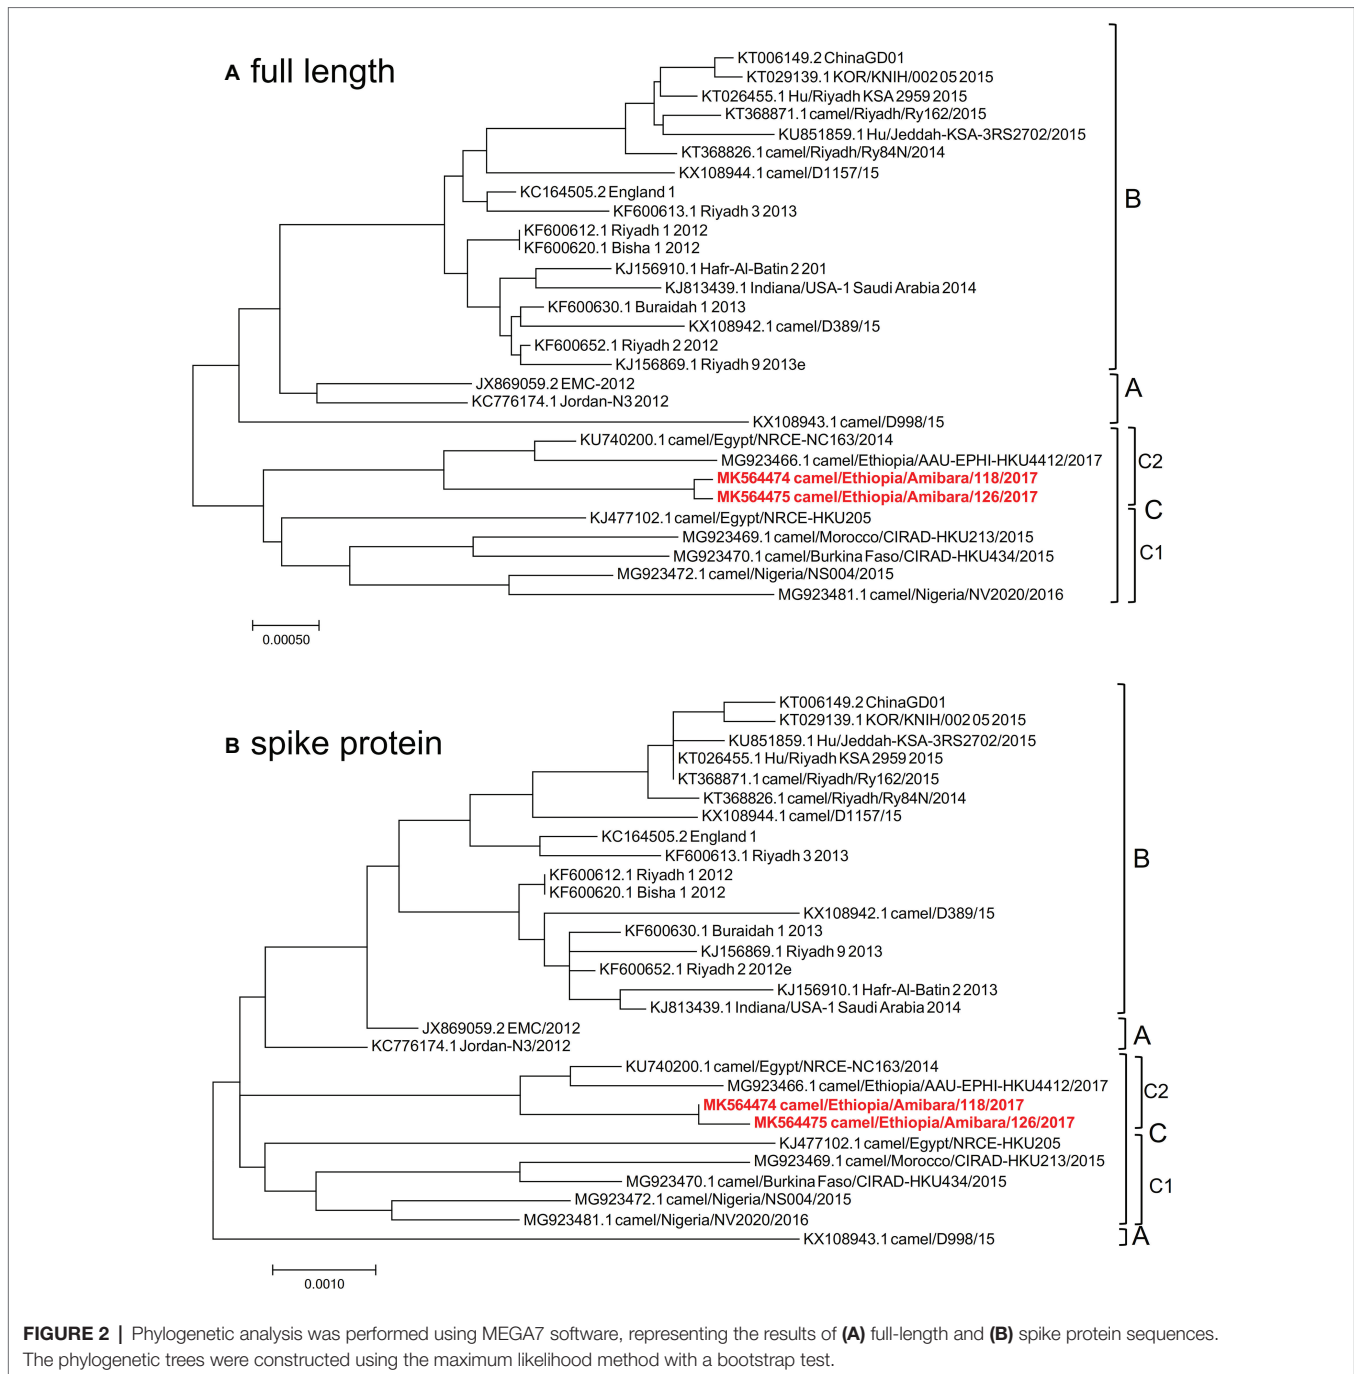 A full length
KT006149.2 ChinaGD01
KT029139.1 KOR/KNIH/002 05 2015
KT026455.1 Hu/Riyadh KSA 2959 2015
KT368871.1 camel/Riyadh/Ry162/2015
KU851859.1 Hu/Jeddah-KSA-3RS2702/2015
KT368826.1 camel/Riyadh/Ry84N/2014
KX108944.1 camel/D1157/15
KC164505.2 England 1
KF600613.1 Riyadh 3 2013
KF600612.1 Riyadh 1 2012
KF600620.1 Bisha 1 2012
KJ156910.1 Hafr-Al-Batin 2 201
KJ813439.1 Indiana/USA-1 Saudi Arabia 2014
KF600630.1 Buraidah 1 2013
KX108942.1 camel/D389/15
KF600652.1 Riyadh 2 2012
KJ156869.1 Riyadh 9 2013e
B
JX869059.2 EMC-2012
KC776174.1 Jordan-N3 2012
KX108943.1 camel/D998/15
A
KU740200.1 camel/Egypt/NRCE-NC163/2014
MG923466.1 camel/Ethiopia/AAU-EPHI-HKU4412/2017
MK564474 camel/Ethiopia/Amibara/118/2017
MK564475 camel/Ethiopia/Amibara/126/2017
C2
C
KJ477102.1 camel/Egypt/NRCE-HKU205
MG923469.1 camel/Morocco/CIRAD-HKU213/2015
MG923470.1 camel/Burkina Faso/CIRAD-HKU434/2015
MG923472.1 camel/Nigeria/NS004/2015
MG923481.1 camel/Nigeria/NV2020/2016
C1
0.00050
B spike protein
KT006149.2 ChinaGD01
KT029139.1 KOR/KNIH/002 05 2015
KU851859.1 Hu/Jeddah-KSA-3RS2702/2015
KT026455.1 Hu/Riyadh KSA 2959 2015
KT368871.1 camel/Riyadh/Ry162/2015
KT368826.1 camel/Riyadh/Ry84N/2014
KX108944.1 camel/D1157/15
KC164505.2 England 1
KF600613.1 Riyadh 3 2013
KF600612.1 Riyadh 1 2012
KF600620.1 Bisha 1 2012
KX108942.1 camel/D389/15
KF600630.1 Buraidah 1 2013
KJ156869.1 Riyadh 9 2013
KF600652.1 Riyadh 2 2012e
KJ156910.1 Hafr-Al-Batin 2 2013
KJ813439.1 Indiana/USA-1 Saudi Arabia 2014
B
JX869059.2 EMC/2012
KC776174.1 Jordan-N3/2012
A
KU740200.1 camel/Egypt/NRCE-NC163/2014
MG923466.1 camel/Ethiopia/AAU-EPHI-HKU4412/2017
MK564474 camel/Ethiopia/Amibara/118/2017
MK564475 camel/Ethiopia/Amibara/126/2017
C2
C
KJ477102.1 camel/Egypt/NRCE-HKU205
MG923469.1 camel/Morocco/CIRAD-HKU213/2015
MG923470.1 camel/Burkina Faso/CIRAD-HKU434/2015
MG923472.1 camel/Nigeria/NS004/2015
MG923481.1 camel/Nigeria/NV2020/2016
C1
KX108943.1 camel/D998/15
A
0.0010
FIGURE 2 | Phylogenetic analysis was performed using MEGA7 software, representing the results of (A) full-length and (B) spike protein sequences.
The phylogenetic trees were constructed using the maximum likelihood method with a bootstrap test.